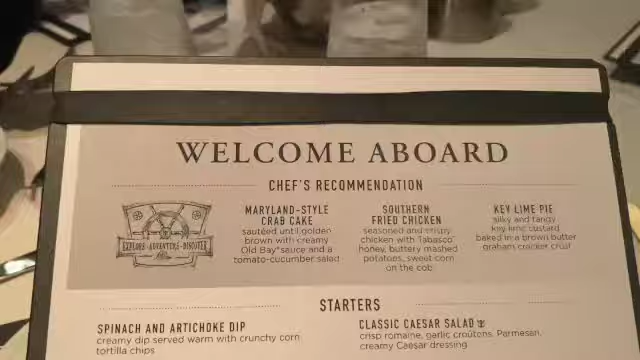 WELCOME ABOARD
CHEF'S RECOMMENDATION
EXPLORE·ADVENTURE·DISCOVER
MARYLAND-STYLE
CRAB CAKE
sautéed until golden
brown with creamy
Old Bay® sauce and a
tomato-cucumber salad
SOUTHERN
FRIED CHICKEN
seasoned and crispy
chicken with Tabasco®
honey, buttery mashed
potatoes, sweet corn
on the cob
KEY LIME PIE
silky and tangy
key lime custard
baked in a brown butter
graham cracker crust
STARTERS
SPINACH AND ARTICHOKE DIP
creamy dip served warm with crunchy corn
tortilla chips
CLASSIC CAESAR SALAD
crisp romaine, garlic croutons, Parmesan,
creamy Caesar dressing